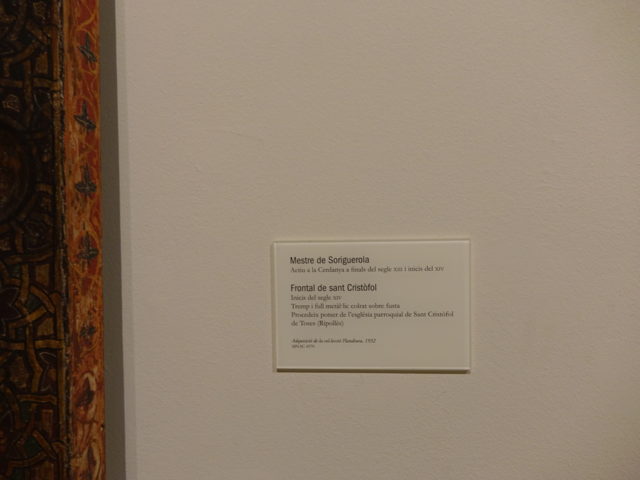 Mestre de Soriguerola
Actiu a la Cerdanya a finals del segle XIII i inicis del XIV
Frontal de sant Cristòfol
Inicis del segle XIV
Tremp i full metàl·lic colrat sobre fusta
Procedeix potser de l'església parroquial de Sant Cristòfol
de Toses (Ripollès)
Adquisició de la col·lecció Plandiura, 1932
MNAC